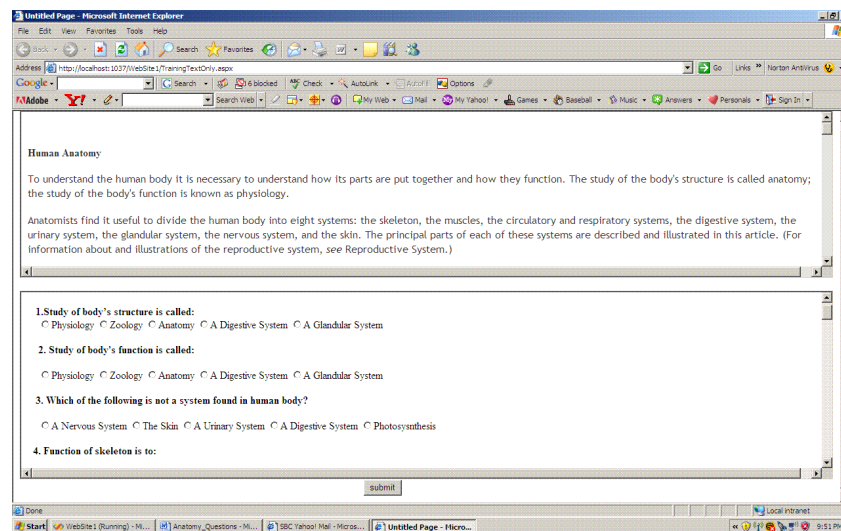 Untitled Page - Microsoft Internet Explorer
File Edit View Favorites Tools Help
Back Search Favorites
Address http://localhost:1037/WebSite1/TrainingTextOnly.aspx Go Links » Norton AntiVirus
Google Search 16 blocked Check AutoLink AutoFill Options
Adobe Y! Search Web My Web Mail My Yahoo! Games Baseball Music Answers Personals Sign In
Human Anatomy
To understand the human body it is necessary to understand how its parts are put together and how they function. The study of the body's structure is called anatomy;
the study of the body's function is known as physiology.
Anatomists find it useful to divide the human body into eight systems: the skeleton, the muscles, the circulatory and respiratory systems, the digestive system, the
urinary system, the glandular system, the nervous system, and the skin. The principal parts of each of these systems are described and illustrated in this article. (For
information about and illustrations of the reproductive system, see Reproductive System.)
1.Study of body's structure is called:
Physiology Zoology Anatomy A Digestive System A Glandular System
2. Study of body's function is called:
Physiology Zoology Anatomy A Digestive System A Glandular System
3. Which of the following is not a system found in human body?
A Nervous System The Skin A Urinary System A Digestive System Photosysnthesis
4. Function of skeleton is to:
submit
Done Local intranet
Start WebSite1 (Running) - Mi... Anatomy_Questions - Mi... SBC Yahoo! Mail - Micros... Untitled Page - Micro... « 9:51 PM